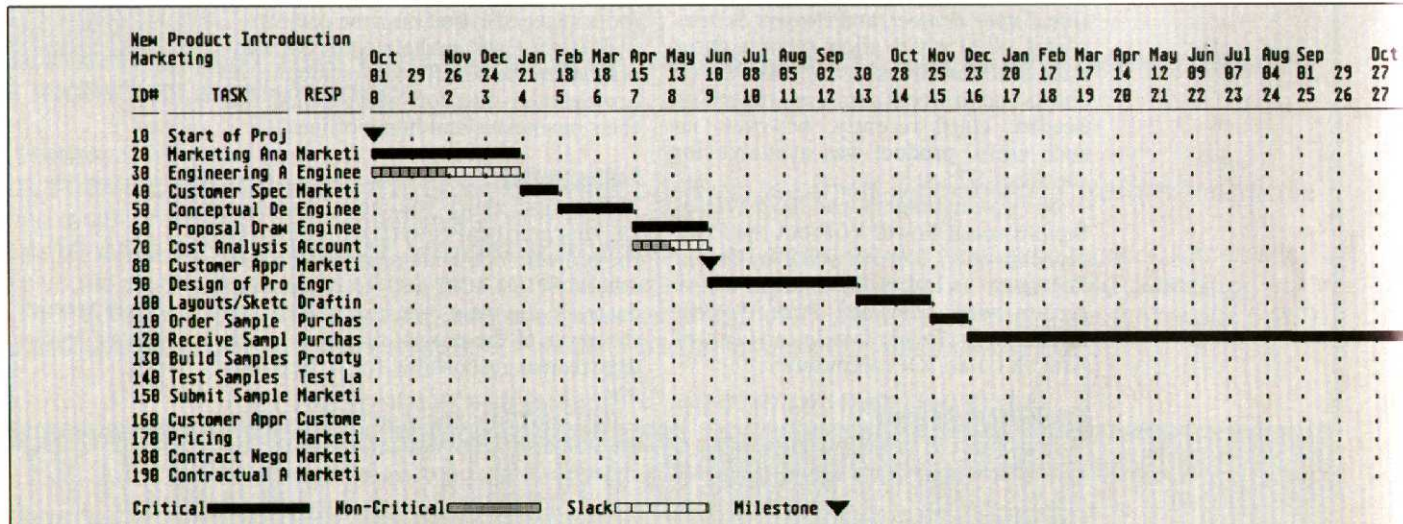 New Product Introduction
Marketing Oct Nov Dec Jan Feb Mar Apr May Jun Jul Aug Sep Oct Nov Dec Jan Feb Mar Apr May Jun Jul Aug Sep Oct
01 29 26 24 21 18 18 15 13 10 08 05 02 30 28 25 23 20 17 17 14 12 09 07 04 01 29 27
ID# TASK RESP 0 1 2 3 4 5 6 7 8 9 10 11 12 13 14 15 16 17 18 19 20 21 22 23 24 25 26 27
10 Start of Proj
20 Marketing Ana Marketi
30 Engineering A Enginee
40 Customer Spec Marketi
50 Conceptual De Enginee
60 Proposal Draw Enginee
70 Cost Analysis Account
80 Customer Appr Marketi
90 Design of Pro Engr
100 Layouts/Sketc Draftin
110 Order Sample Purchas
120 Receive Sampl Purchas
130 Build Samples Prototy
140 Test Samples Test La
150 Submit Sample Marketi
160 Customer Appr Custome
170 Pricing Marketi
180 Contract Nego Marketi
190 Contractual A Marketi
Critical Non-Critical Slack Milestone